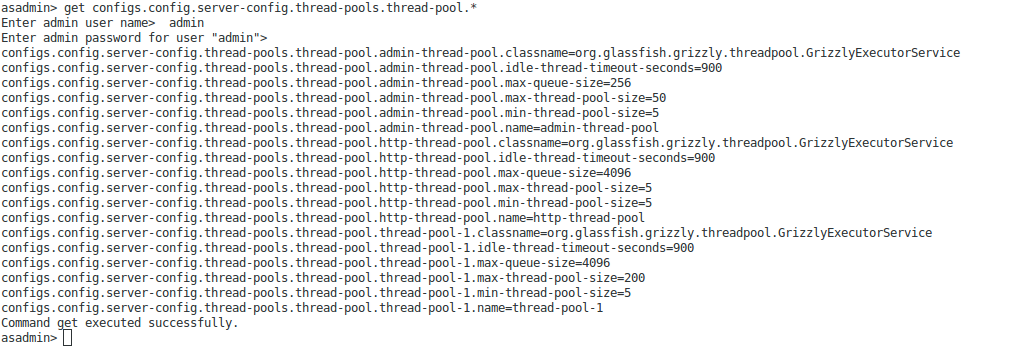 asadmin> get configs.config.server-config.thread-pools.thread-pool.*
Enter admin user name>  admin
Enter admin password for user "admin">
configs.config.server-config.thread-pools.thread-pool.admin-thread-pool.classname=org.glassfish.grizzly.threadpool.GrizzlyExecutorService
configs.config.server-config.thread-pools.thread-pool.admin-thread-pool.idle-thread-timeout-seconds=900
configs.config.server-config.thread-pools.thread-pool.admin-thread-pool.max-queue-size=256
configs.config.server-config.thread-pools.thread-pool.admin-thread-pool.max-thread-pool-size=50
configs.config.server-config.thread-pools.thread-pool.admin-thread-pool.min-thread-pool-size=5
configs.config.server-config.thread-pools.thread-pool.admin-thread-pool.name=admin-thread-pool
configs.config.server-config.thread-pools.thread-pool.http-thread-pool.classname=org.glassfish.grizzly.threadpool.GrizzlyExecutorService
configs.config.server-config.thread-pools.thread-pool.http-thread-pool.idle-thread-timeout-seconds=900
configs.config.server-config.thread-pools.thread-pool.http-thread-pool.max-queue-size=4096
configs.config.server-config.thread-pools.thread-pool.http-thread-pool.max-thread-pool-size=5
configs.config.server-config.thread-pools.thread-pool.http-thread-pool.min-thread-pool-size=5
configs.config.server-config.thread-pools.thread-pool.http-thread-pool.name=http-thread-pool
configs.config.server-config.thread-pools.thread-pool.thread-pool-1.classname=org.glassfish.grizzly.threadpool.GrizzlyExecutorService
configs.config.server-config.thread-pools.thread-pool.thread-pool-1.idle-thread-timeout-seconds=900
configs.config.server-config.thread-pools.thread-pool.thread-pool-1.max-queue-size=4096
configs.config.server-config.thread-pools.thread-pool.thread-pool-1.max-thread-pool-size=200
configs.config.server-config.thread-pools.thread-pool.thread-pool-1.min-thread-pool-size=5
configs.config.server-config.thread-pools.thread-pool.thread-pool-1.name=thread-pool-1
Command get executed successfully.
asadmin>